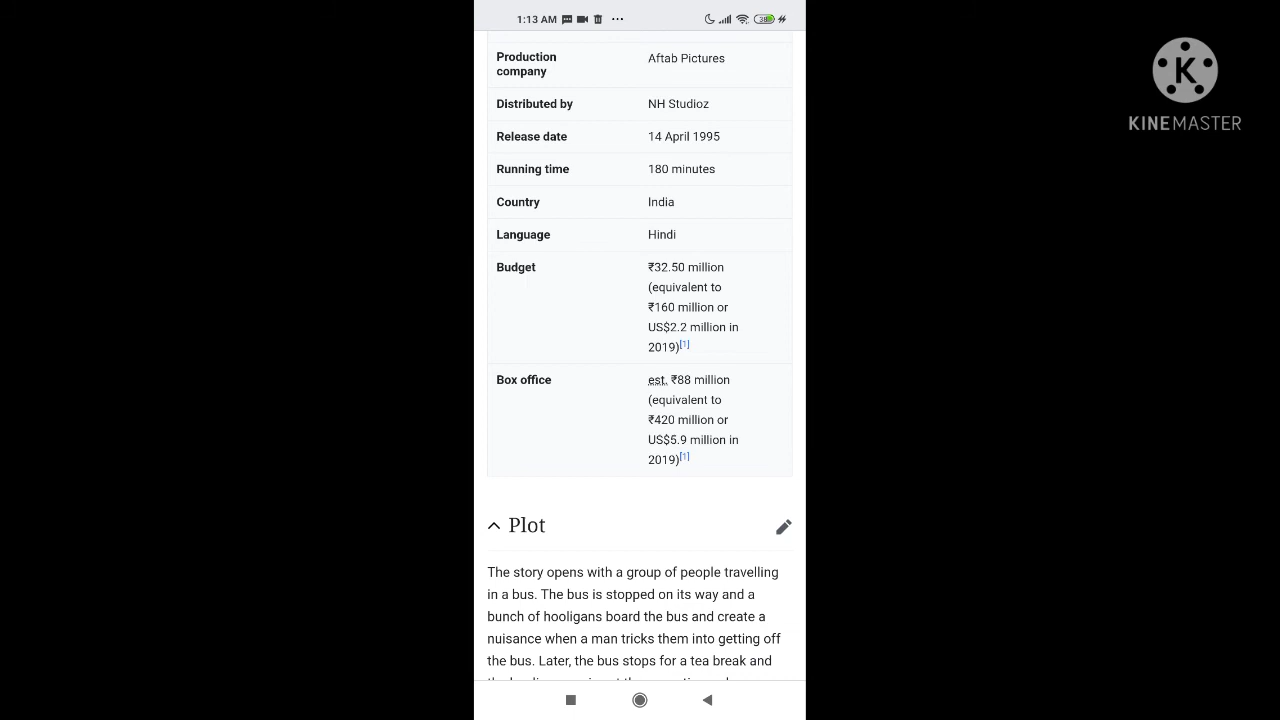 1:13 AM
38
K
KINEMASTER
Production
company
Aftab Pictures
Distributed by
NH Studioz
Release date
14 April 1995
Running time
180 minutes
Country
India
Language
Hindi
Budget
₹32.50 million
(equivalent to
₹160 million or
US$2.2 million in
2019)[1]
Box office
est. ₹88 million
(equivalent to
₹420 million or
US$5.9 million in
2019)[1]
Plot
The story opens with a group of people travelling
in a bus. The bus is stopped on its way and a
bunch of hooligans board the bus and create a
nuisance when a man tricks them into getting off
the bus. Later, the bus stops for a tea break and